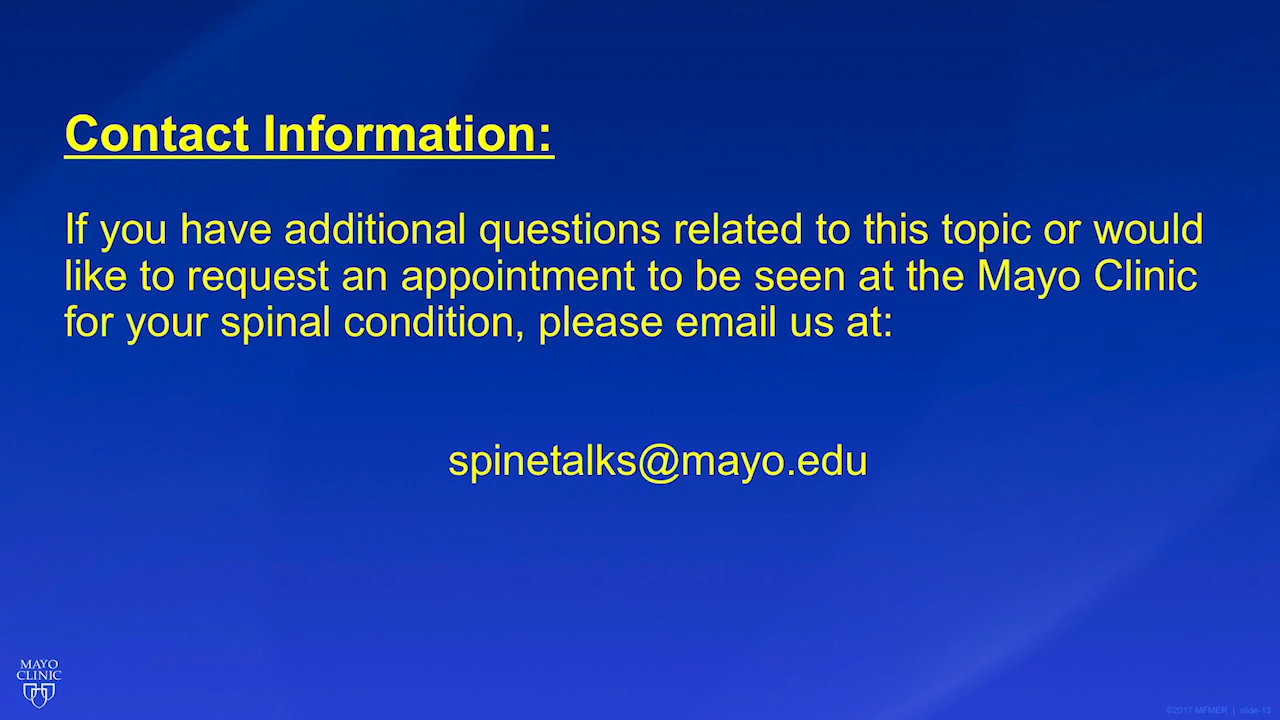 Contact Information:
If you have additional questions related to this topic or would
like to request an appointment to be seen at the Mayo Clinic
for your spinal condition, please email us at:
spinetalks@mayo.edu
MAYO
CLINIC
©2017 MFMER | slide-13